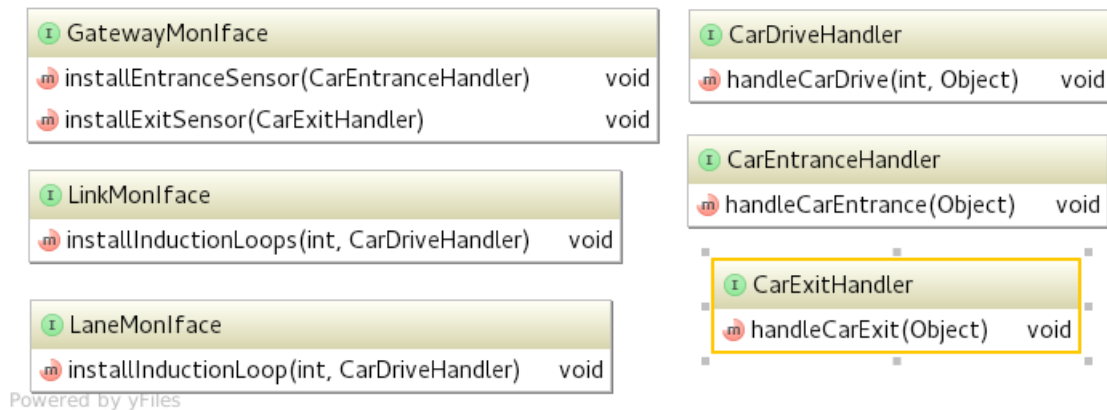 GatewayMonIface
installEntranceSensor(CarEntranceHandler) void
installExitSensor(CarExitHandler) void
LinkMonIface
installInductionLoops(int, CarDriveHandler) void
LaneMonIface
installInductionLoop(int, CarDriveHandler) void
Powered by yFiles
CarDriveHandler
handleCarDrive(int, Object) void
CarEntranceHandler
handleCarEntrance(Object) void
CarExitHandler
handleCarExit(Object) void